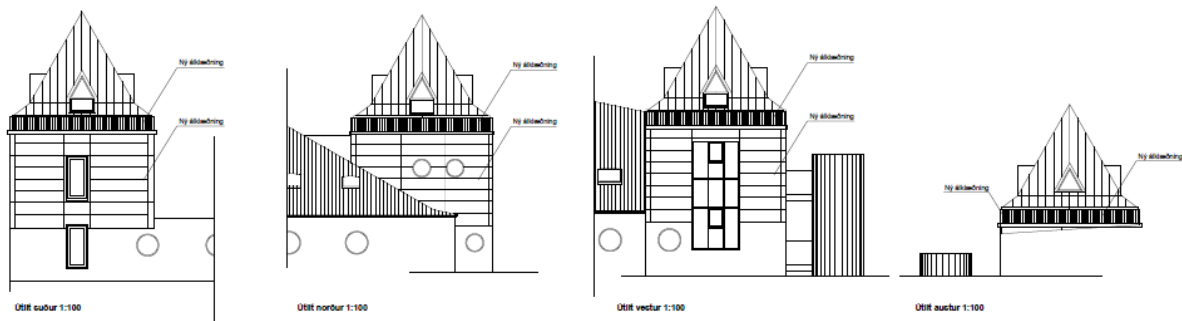 Ný álklæðning
Ný álklæðning
Útlit suður 1:100
Ný álklæðning
Ný álklæðning
Útlit norður 1:100
Ný álklæðning
Ný álklæðning
Útlit vestur 1:100
Ný álklæðning
Ný álklæðning
Útlit austur 1:100